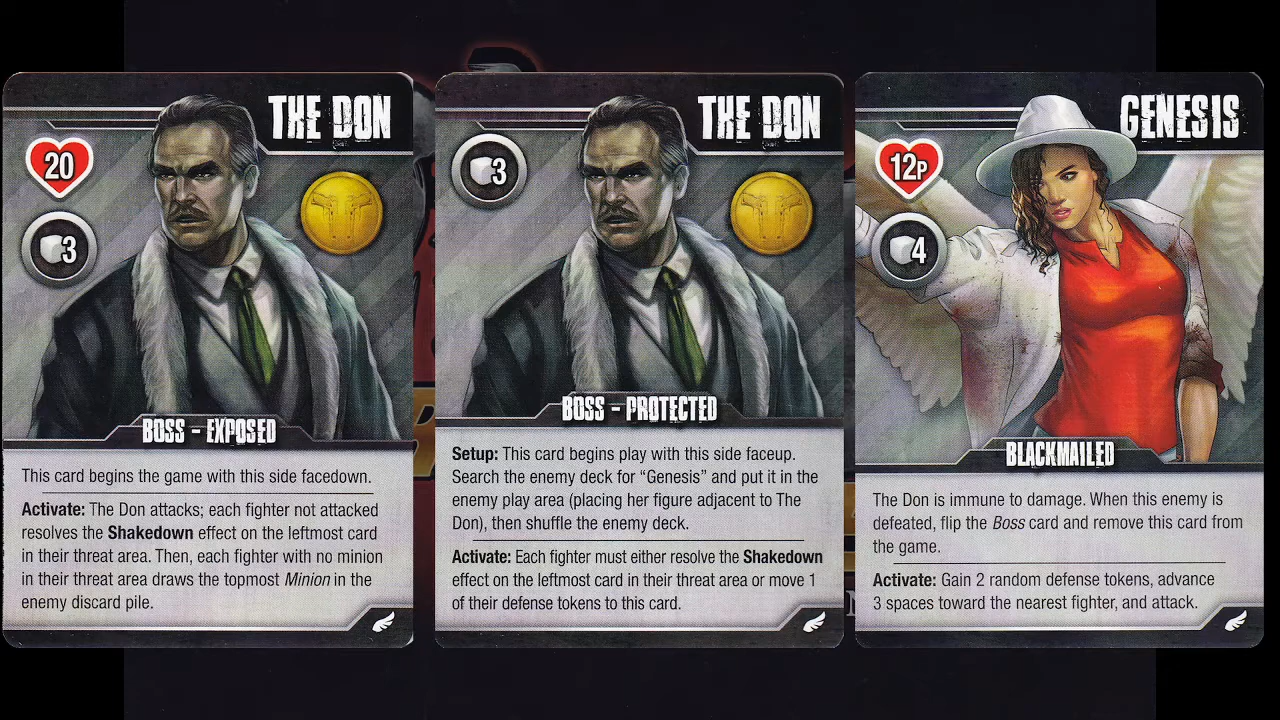 THE DON
20
3
BOSS – EXPOSED
This card begins the game with this side facedown.
Activate: The Don attacks; each fighter not attacked
resolves the Shakedown effect on the leftmost card
in their threat area. Then, each fighter with no minion
in their threat area draws the topmost Minion in the
enemy discard pile.
THE DON
3
BOSS – PROTECTED
Setup: This card begins play with this side faceup.
Search the enemy deck for “Genesis” and put it in the
enemy play area (placing her figure adjacent to The
Don), then shuffle the enemy deck.
Activate: Each fighter must either resolve the Shakedown
effect on the leftmost card in their threat area or move 1
of their defense tokens to this card.
GENESIS
12P
4
BLACKMAILED
The Don is immune to damage. When this enemy is
defeated, flip the Boss card and remove this card from
the game.
Activate: Gain 2 random defense tokens, advance
3 spaces toward the nearest fighter, and attack.